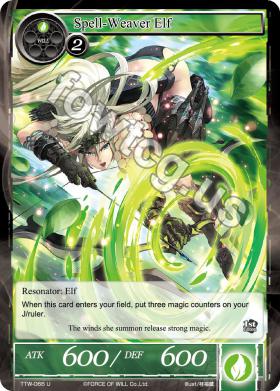 Spell-Weaver Elf
WILL
2
fowtcg.us
Resonator: Elf
1st
When this card enters your field, put three magic counters on your
J/ruler.
The winds she summon release strong magic.
ATK 600/ DEF 600
TTW-065 U ©FORCE OF WILL Co.,Ltd.